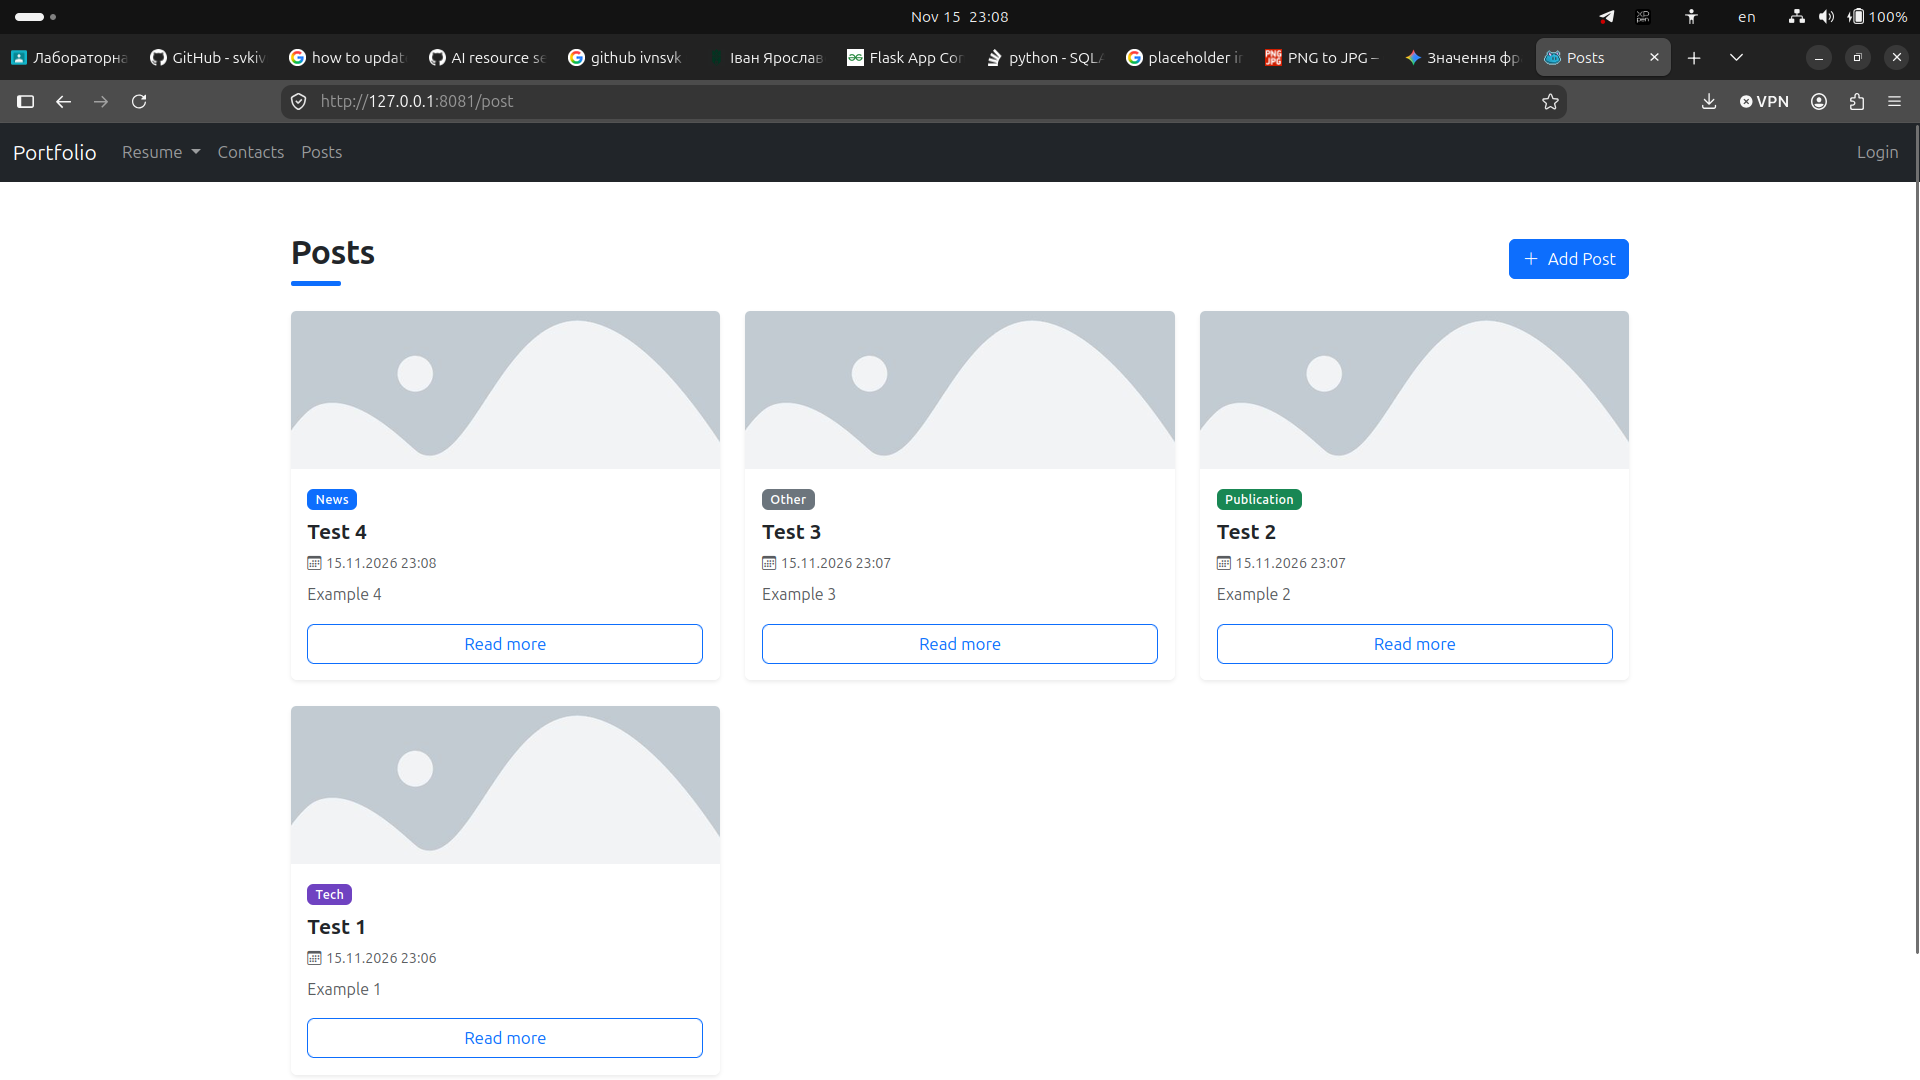 Nov 15 23:08
en
100%
Лабораторна
GitHub - svkiv
how to updat
AI resource se
github ivnsvk
Іван Ярослав
Flask App Cor
python - SQL
placeholder i
PNG to JPG –
Значення фр
Posts
http://127.0.0.1:8081/post
VPN
Portfolio
Resume
Contacts
Posts
Login
Posts
Add Post
News
Test 4
15.11.2026 23:08
Example 4
Read more
Other
Test 3
15.11.2026 23:07
Example 3
Read more
Publication
Test 2
15.11.2026 23:07
Example 2
Read more
Tech
Test 1
15.11.2026 23:06
Example 1
Read more